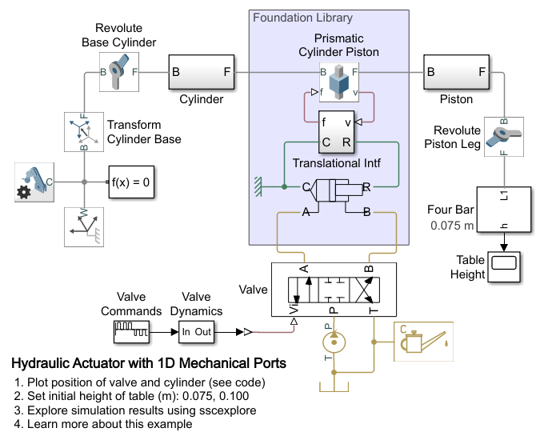 Foundation Library
Revolute
Base Cylinder
Prismatic
Cylinder Piston
B
F
B
F
Cylinder
B
F
f
v
B
F
Piston
F
B
Transform
Cylinder Base
f
v
C
R
Translational Intf
B
F
Revolute
Piston Leg
C
f(x) = 0
W
C
R
A
B
L1
h
Four Bar
0.075 m
Table
Height
A
B
Valve
Vi
P
T
Valve
Commands
Valve
Dynamics
In Out
P
T
C
Hydraulic Actuator with 1D Mechanical Ports
1. Plot position of valve and cylinder (see code)
2. Set initial height of table (m): 0.075, 0.100
3. Explore simulation results using sscexplore
4. Learn more about this example